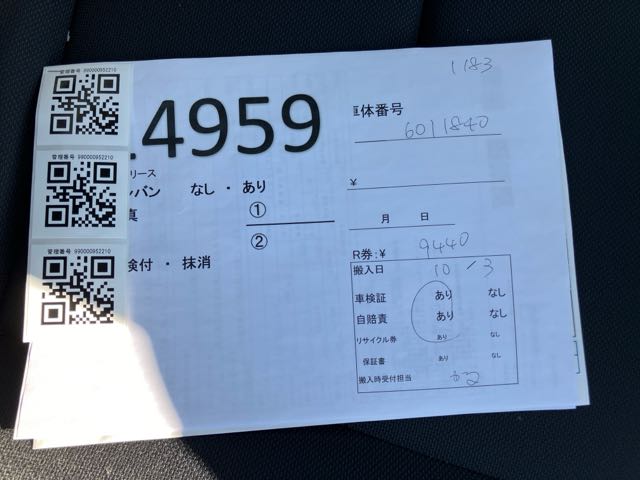 管理番号 990000952210
管理番号 990000952210
管理番号 990000952210
1183
.4959
車体番号
6011840
リース
ンバン なし ・ あり
¥
真 ①
②
月 日
R券:¥ 9440
検付 ・ 抹消
搬入日 10/3
車検証 あり なし
自賠責 あり なし
リサイクル券 あり なし
保証書 あり なし
搬入時受付担当